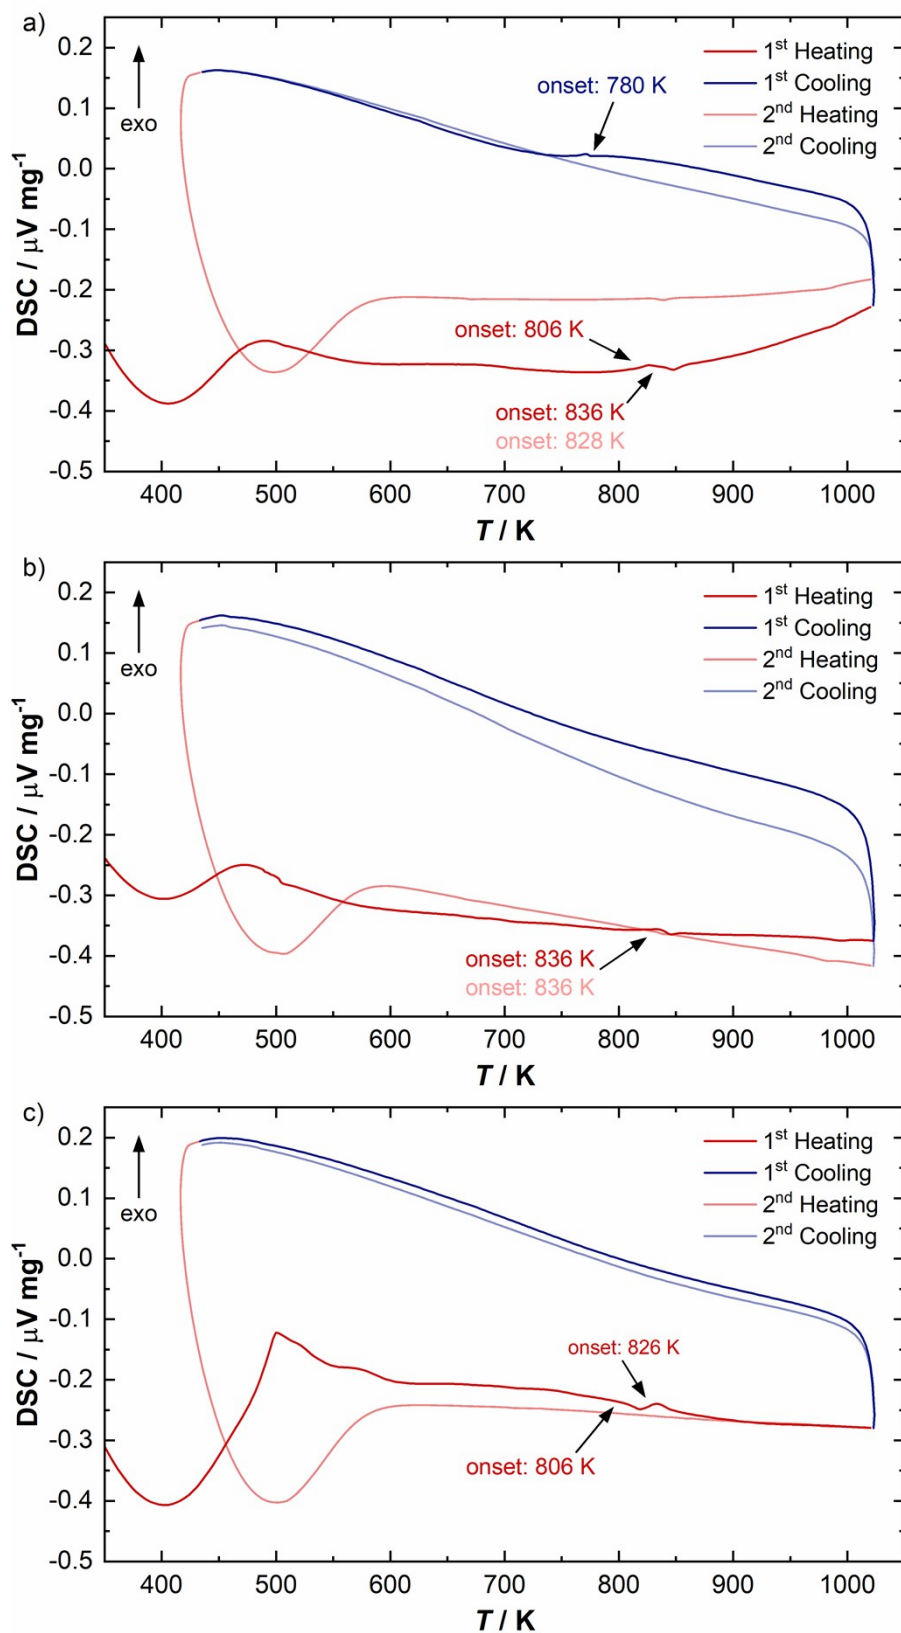 a)
0.2
0.1
0.0
-0.1
-0.2
-0.3
-0.4
-0.5
DSC / μV mg⁻¹
exo
onset: 780 K
1ˢᵗ Heating
1ˢᵗ Cooling
2ⁿᵈ Heating
2ⁿᵈ Cooling
onset: 806 K
onset: 836 K
onset: 828 K
400 500 600 700 800 900 1000
T / K
b)
0.2
0.1
0.0
-0.1
-0.2
-0.3
-0.4
-0.5
DSC / μV mg⁻¹
exo
1ˢᵗ Heating
1ˢᵗ Cooling
2ⁿᵈ Heating
2ⁿᵈ Cooling
onset: 836 K
onset: 836 K
400 500 600 700 800 900 1000
T / K
c)
0.2
0.1
0.0
-0.1
-0.2
-0.3
-0.4
-0.5
DSC / μV mg⁻¹
exo
1ˢᵗ Heating
1ˢᵗ Cooling
2ⁿᵈ Heating
2ⁿᵈ Cooling
onset: 826 K
onset: 806 K
400 500 600 700 800 900 1000
T / K